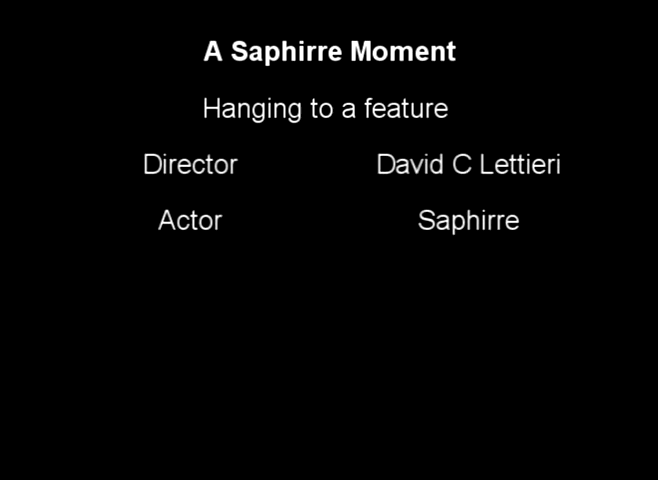 A Saphirre Moment
Hanging to a feature
Director David C Lettieri
Actor Saphirre